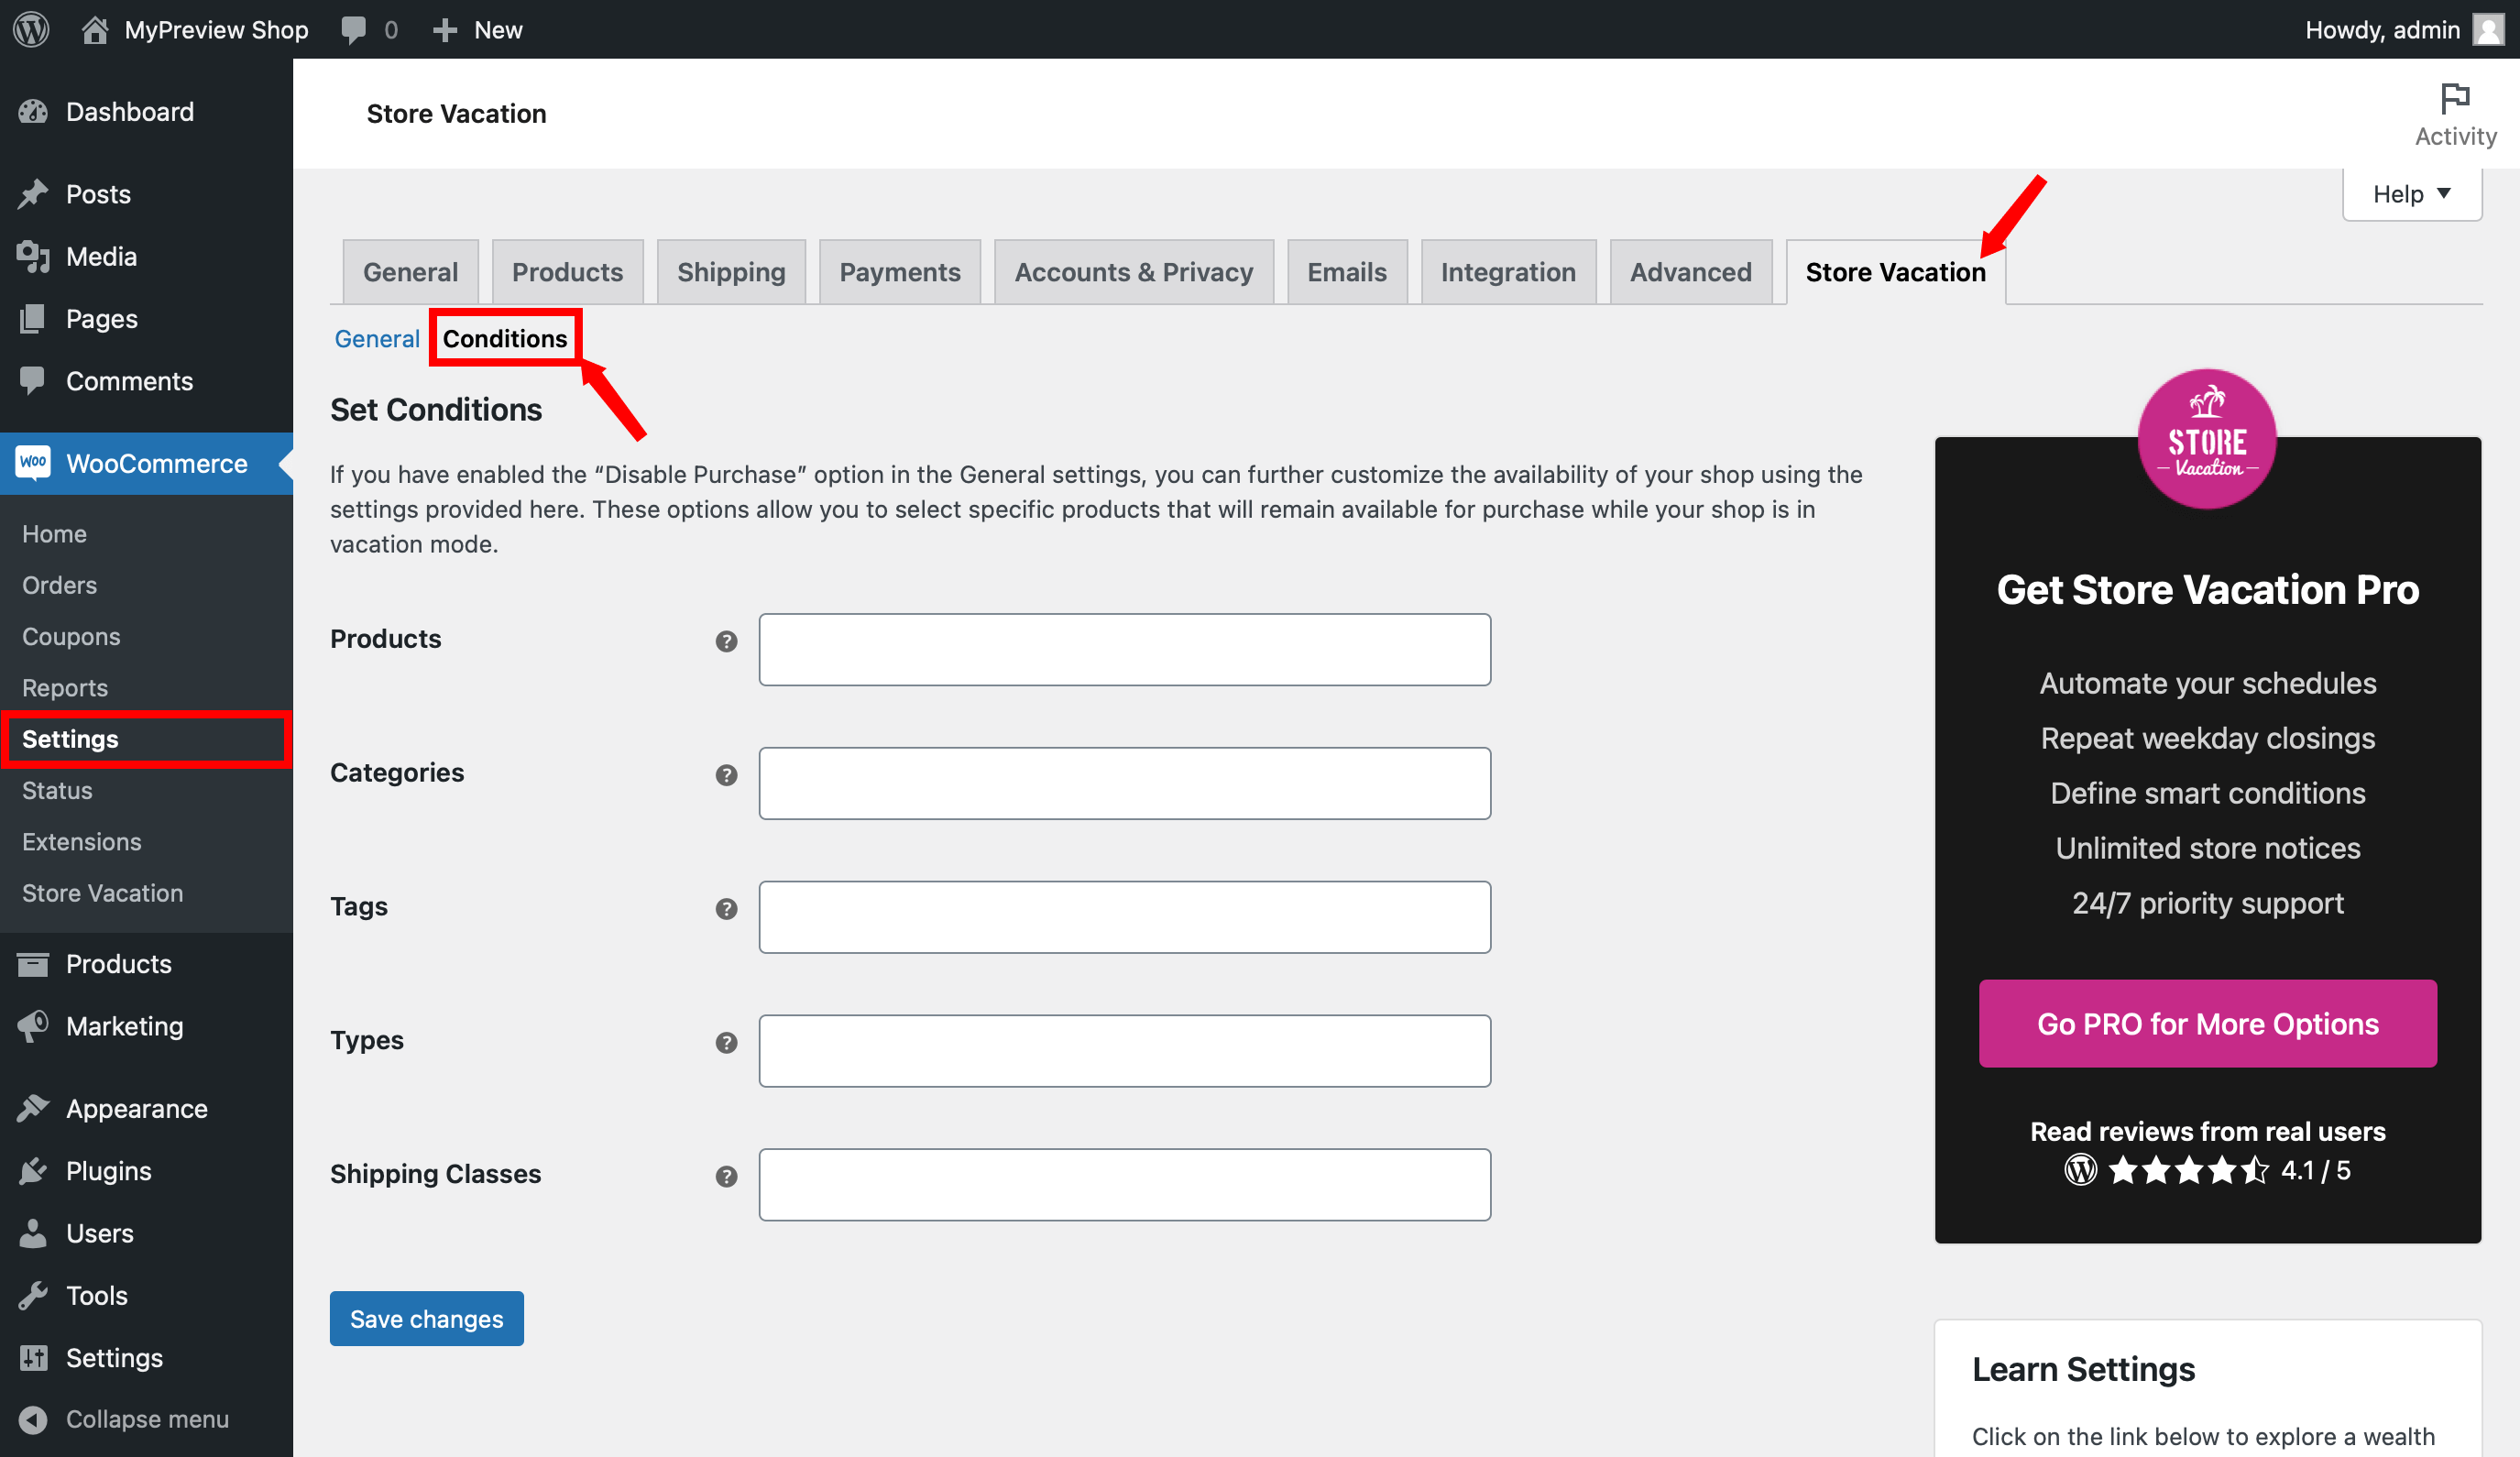 MyPreview Shop
0
New
Howdy, admin
Dashboard
Posts
Media
Pages
Comments
WOO
WooCommerce
Home
Orders
Coupons
Reports
Settings
Status
Extensions
Store Vacation
Products
Marketing
Appearance
Plugins
Users
Tools
Settings
Collapse menu
Store Vacation
Activity
Help
General
Products
Shipping
Payments
Accounts & Privacy
Emails
Integration
Advanced
Store Vacation
General
Conditions
Set Conditions
If you have enabled the “Disable Purchase” option in the General settings, you can further customize the availability of your shop using the
settings provided here. These options allow you to select specific products that will remain available for purchase while your shop is in
vacation mode.
Products
?
Categories
?
Tags
?
Types
?
Shipping Classes
?
Save changes
STORE
Vacation
Get Store Vacation Pro
Automate your schedules
Repeat weekday closings
Define smart conditions
Unlimited store notices
24/7 priority support
Go PRO for More Options
Read reviews from real users
4.1 / 5
Learn Settings
Click on the link below to explore a wealth